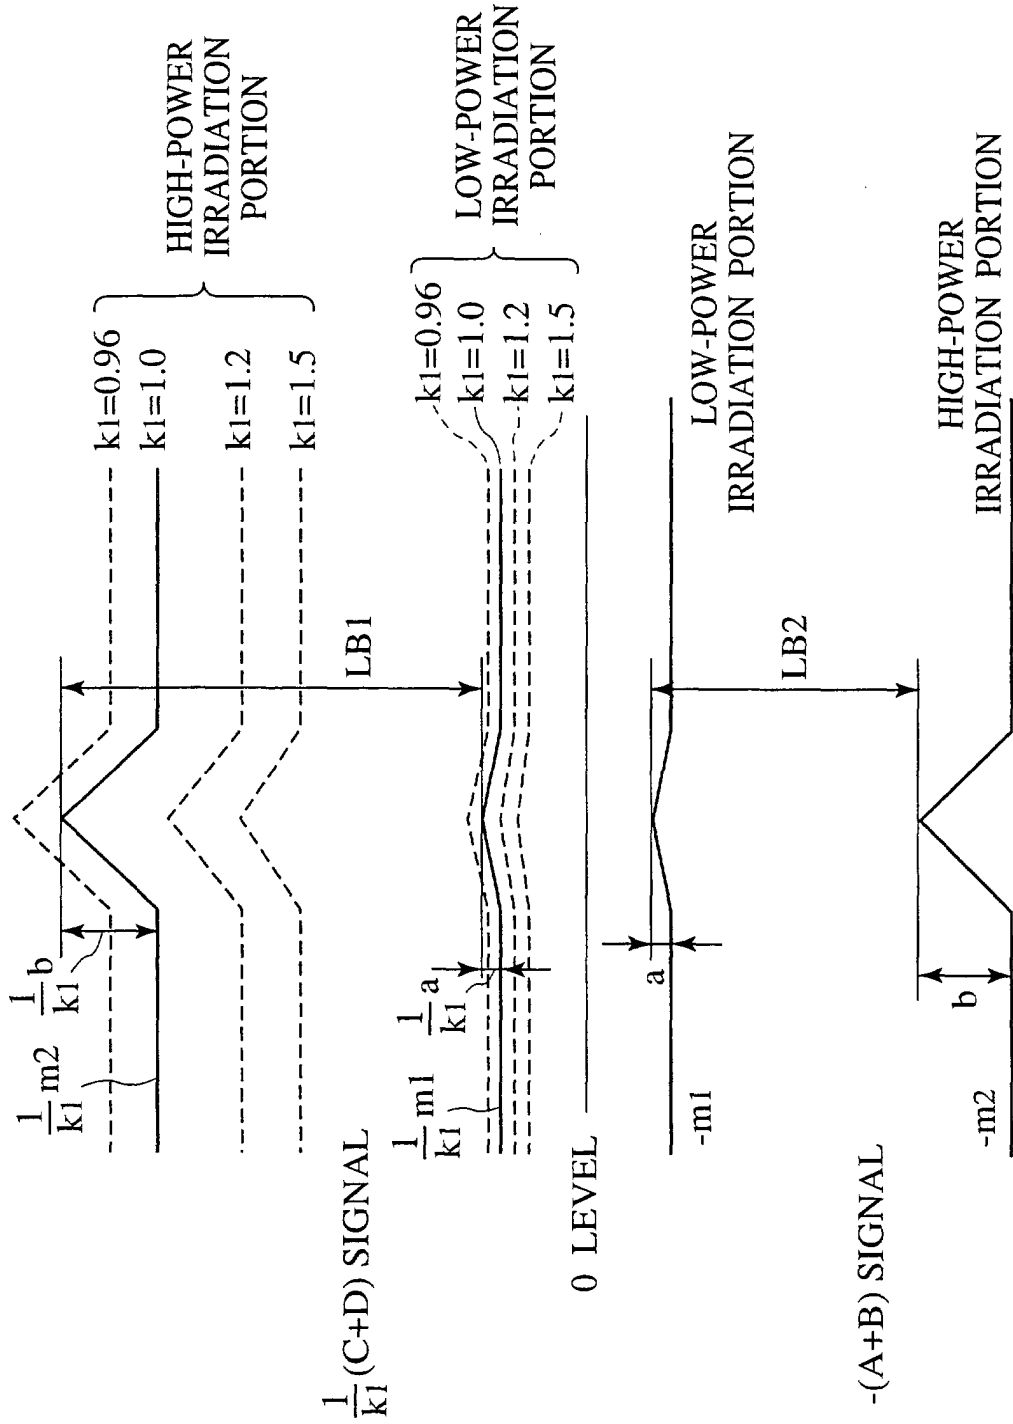 HIGH-POWER
IRRADIATION
PORTION
k1=0.96
k1=1.0
k1=1.2
k1=1.5
LOW-POWER
IRRADIATION
PORTION
k1=0.96
k1=1.0
k1=1.2
k1=1.5
LB1
1/k1 b
1/k1 m2
1/k1 a
1/k1 m1
1/k1 (C+D) SIGNAL
0 LEVEL
LOW-POWER
IRRADIATION PORTION
LB2
a
-m1
HIGH-POWER
IRRADIATION PORTION
b
-m2
-(A+B) SIGNAL